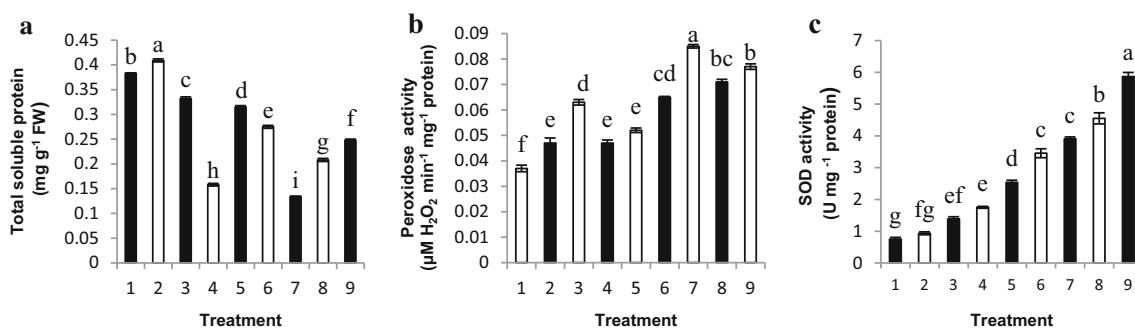 a
Total soluble protein
(mg g⁻¹ FW)
0.45
0.4
0.35
0.3
0.25
0.2
0.15
0.1
0.05
0
b a c h d e i g f
1 2 3 4 5 6 7 8 9
Treatment
b
Peroxidose activity
(µM H₂O₂ min⁻¹ mg⁻¹ protein)
0.09
0.08
0.07
0.06
0.05
0.04
0.03
0.02
0.01
0
f e d e e cd a bc b
1 2 3 4 5 6 7 8 9
Treatment
c
SOD activity
(U mg ⁻¹ protein)
7
6
5
4
3
2
1
0
g fg ef e d c c b a
1 2 3 4 5 6 7 8 9
Treatment